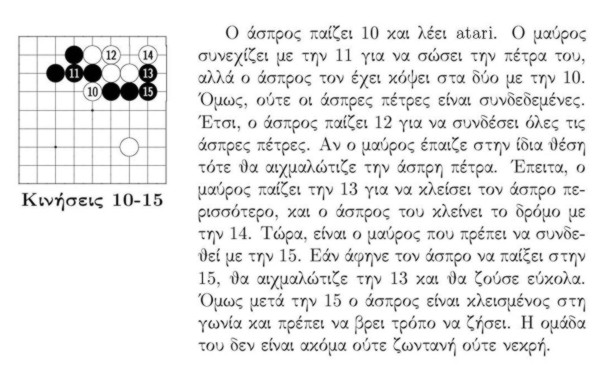 12 14
11 13
10 15
Κινήσεις 10-15
Ο άσπρος παίζει 10 και λέει atari. Ο μαύρος
συνεχίζει με την 11 για να σώσει την πέτρα του,
αλλά ο άσπρος τον έχει κόψει στα δύο με την 10.
Όμως, ούτε οι άσπρες πέτρες είναι συνδεδεμένες.
Έτσι, ο άσπρος παίζει 12 για να συνδέσει όλες τις
άσπρες πέτρες. Αν ο μαύρος έπαιζε στην ίδια θέση
τότε θα αιχμαλώτιζε την άσπρη πέτρα. Έπειτα, ο
μαύρος παίζει την 13 για να κλείσει τον άσπρο πε-
ρισσότερο, και ο άσπρος του κλείνει το δρόμο με
την 14. Τώρα, είναι ο μαύρος που πρέπει να συνδε-
θεί με την 15. Εάν άφηνε τον άσπρο να παίξει στην
15, θα αιχμαλώτιζε την 13 και θα ζούσε εύκολα.
Όμως μετά την 15 ο άσπρος είναι κλεισμένος στη
γωνία και πρέπει να βρει τρόπο να ζήσει. Η ομάδα
του δεν είναι ακόμα ούτε ζωντανή ούτε νεκρή.